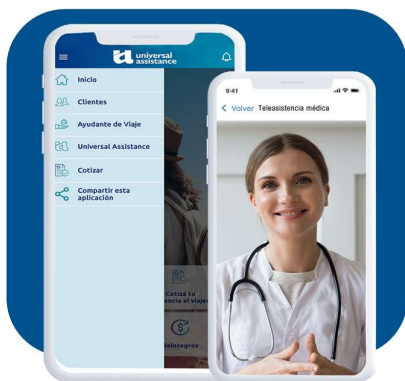 universal
assistance
Inicio
Clientes
Ayudante de Viaje
Universal Assistance
Cotizar
Compartir esta
aplicación
Cotizá tu
encia al viaje
Reintegros
9:41
Volver Teleasistencia médica